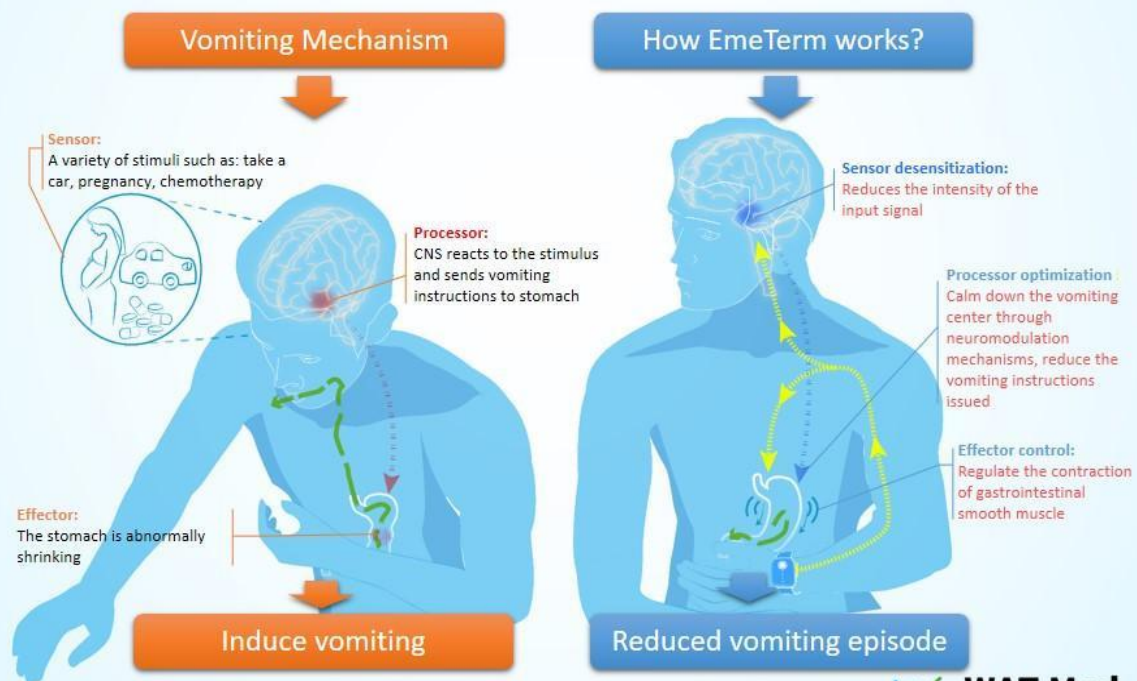 Vomiting Mechanism
How EmeTerm works?
Sensor:
A variety of stimuli such as: take a
car, pregnancy, chemotherapy
Processor:
CNS reacts to the stimulus
and sends vomiting
instructions to stomach
Effector:
The stomach is abnormally
shrinking
Induce vomiting
Sensor desensitization:
Reduces the intensity of the
input signal
Processor optimization
Calm down the vomiting
center through
neuromodulation
mechanisms, reduce the
vomiting instructions
issued
Effector control:
Regulate the contraction
of gastrointestinal
smooth muscle
Reduced vomiting episode